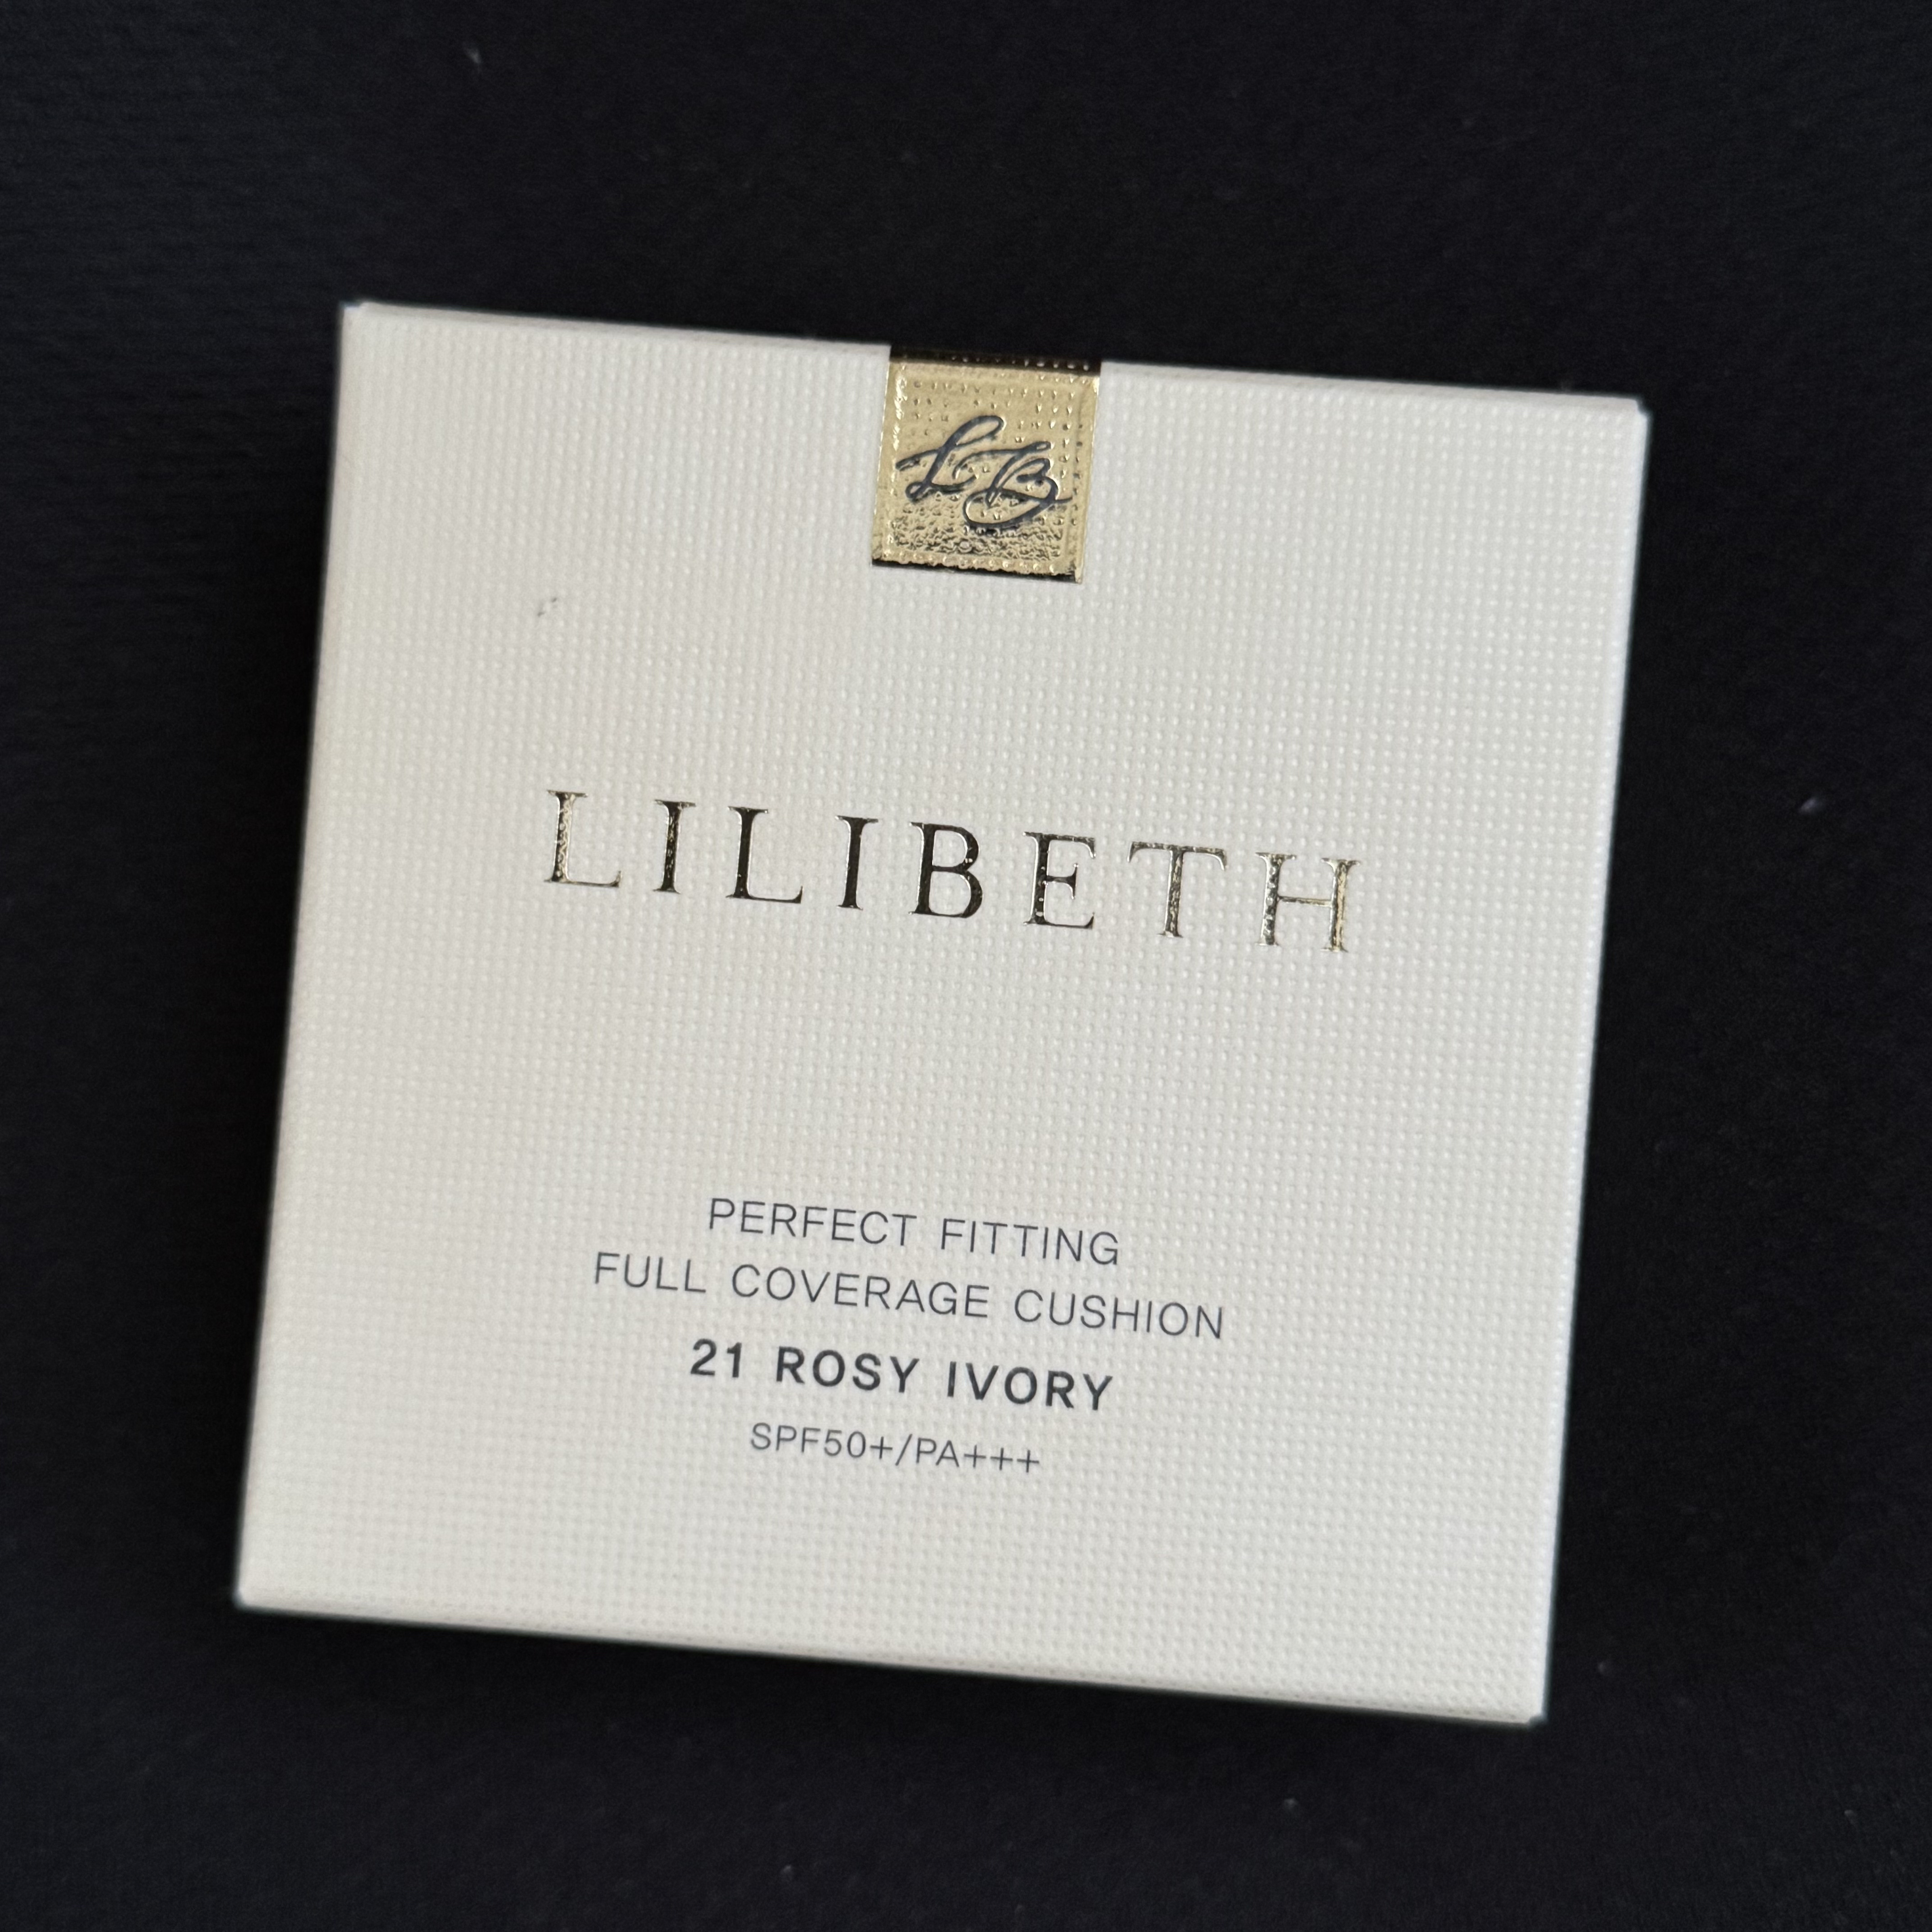 LB
LILIBETH
PERFECT FITTING
FULL COVERAGE CUSHION
21 ROSY IVORY
SPF50+/PA+++